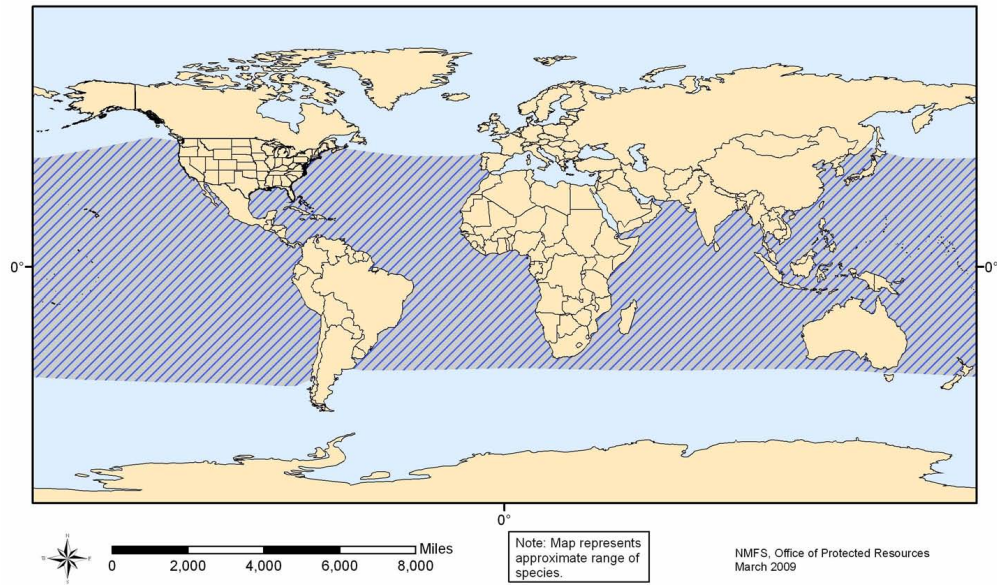 0°
0°
0°
Miles
0 2,000 4,000 6,000 8,000
Note: Map represents
approximate range of
species.
NMFS, Office of Protected Resources
March 2009